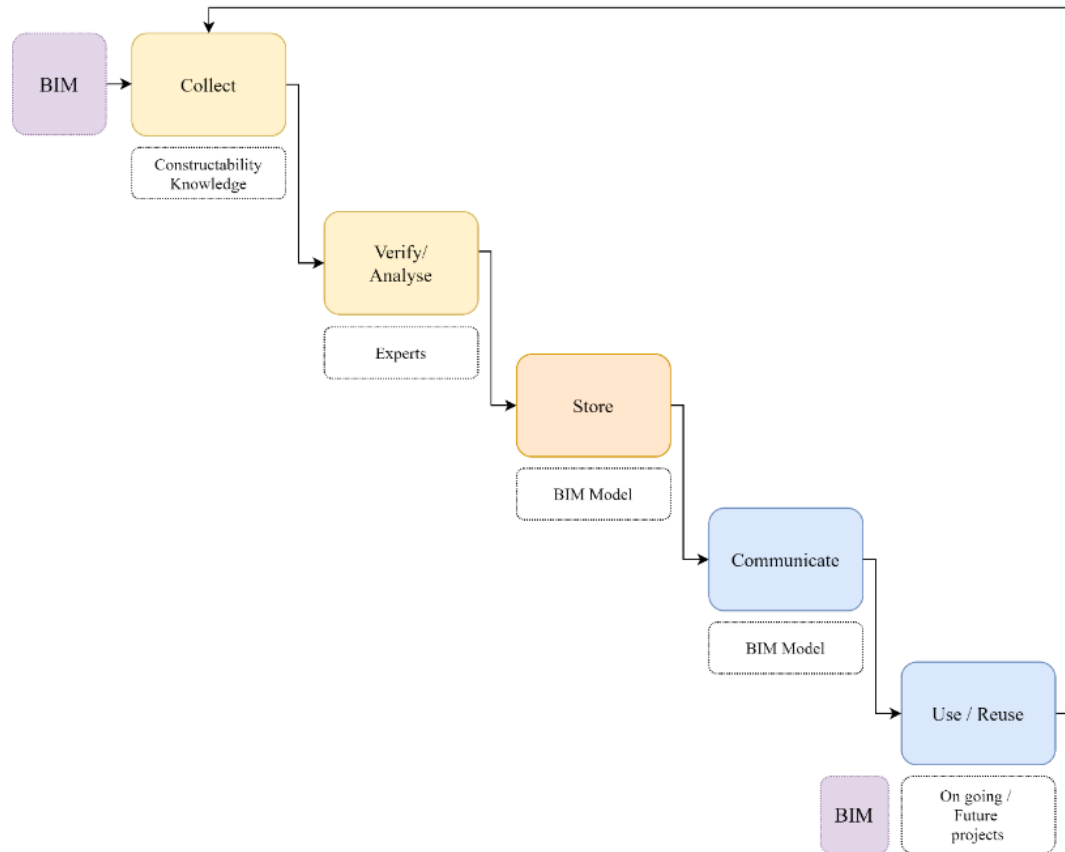 BIM
Collect
Constructability
Knowledge
Verify/
Analyse
Experts
Store
BIM Model
Communicate
BIM Model
Use / Reuse
BIM
On going /
Future
projects